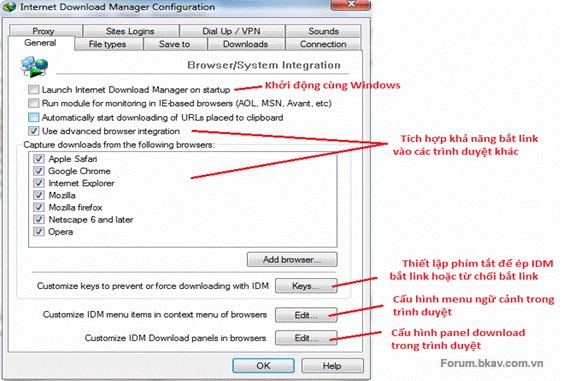 Internet Download Manager Configuration
Proxy
Sites Logins
Dial Up / VPN
Sounds
General
File types
Save to
Downloads
Connection
Browser/System Integration
Launch Internet Download Manager on startup
Khởi động cùng Windows
Run module for monitoring in IE-based browsers (AOL, MSN, Avant, etc)
Automatically start downloading of URLs placed to clipboard
Use advanced browser integration
Tích hợp khả năng bắt link
vào các trình duyệt khác
Capture downloads from the following browsers:
Apple Safari
Google Chrome
Internet Explorer
Mozilla
Mozilla firefox
Netscape 6 and later
Opera
Add browser...
Thiết lập phím tắt để ép IDM
bắt link hoặc từ chối bắt link
Customize keys to prevent or force downloading with IDM
Keys...
Cấu hình menu ngữ cảnh trong
trình duyệt
Customize IDM menu items in context menu of browsers
Edit...
Cấu hình panel download
trong trình duyệt
Customize IDM Download panels in browsers
Edit...
OK
Help
Forum.bkav.com.vn